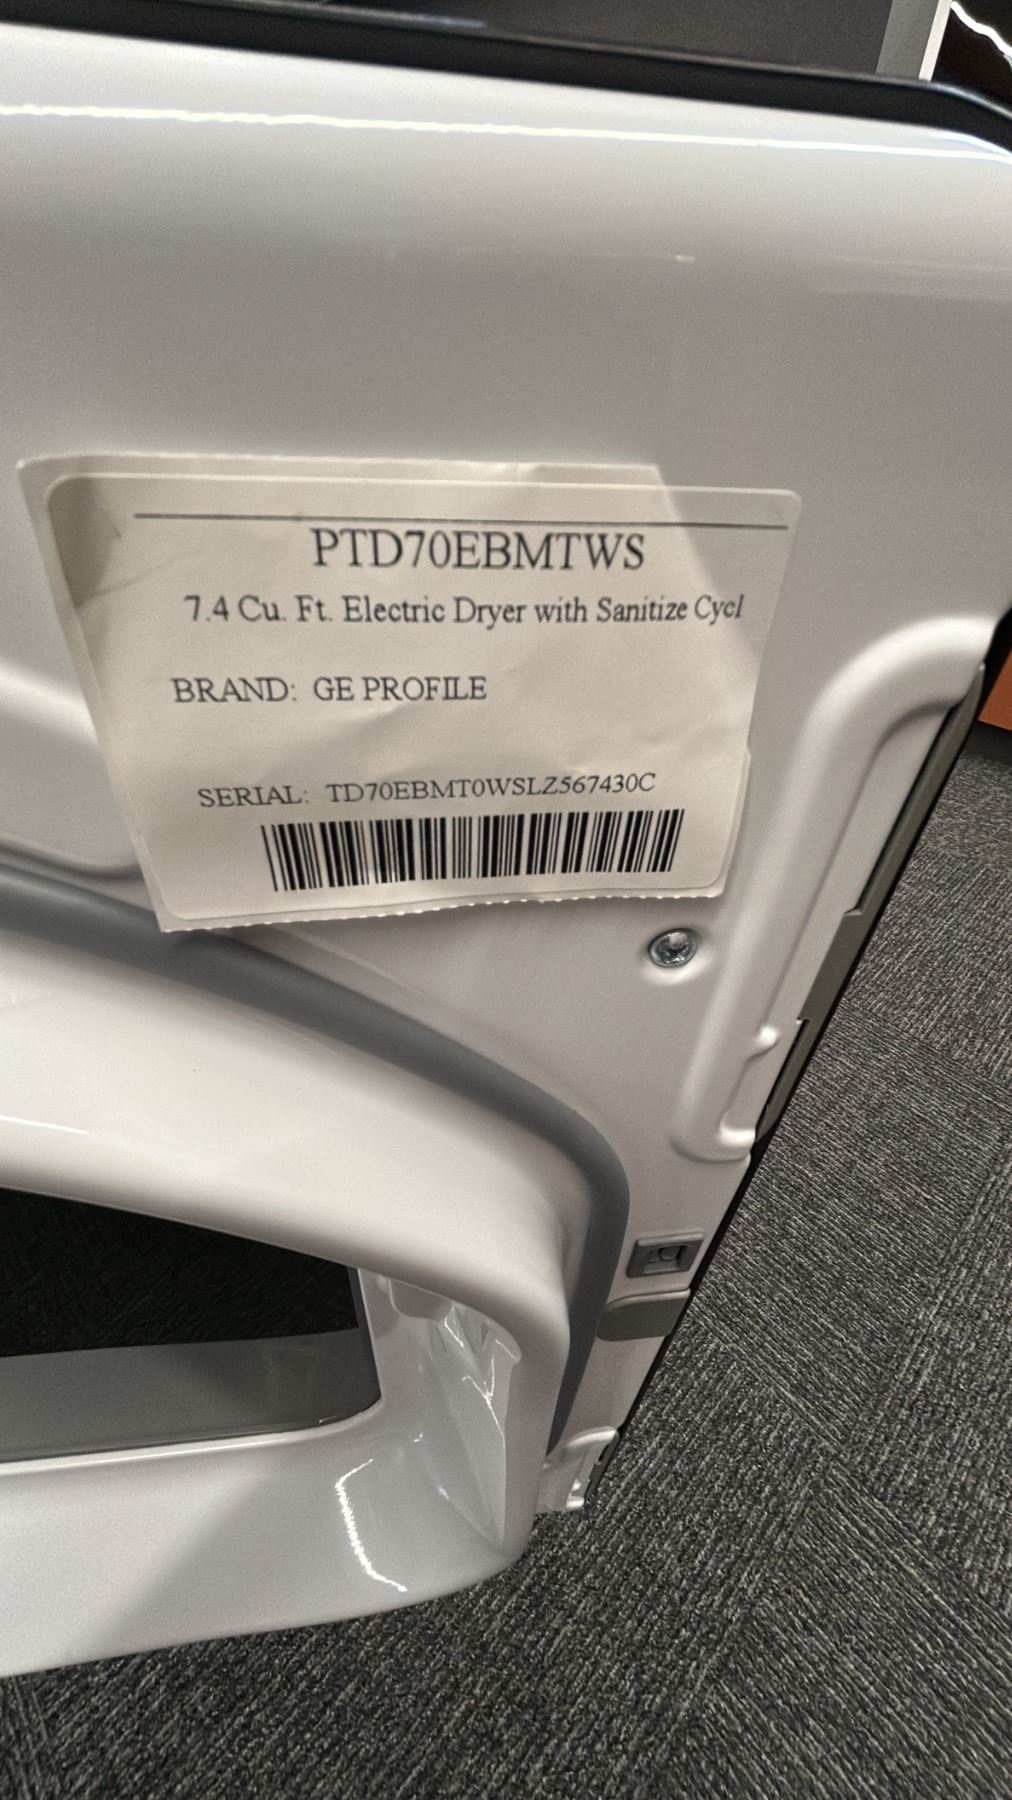 PTD70EBMTWS
7.4 Cu. Ft. Electric Dryer with Sanitize Cycl
BRAND: GE PROFILE
SERIAL: TD70EBMT0WSLZ567430C